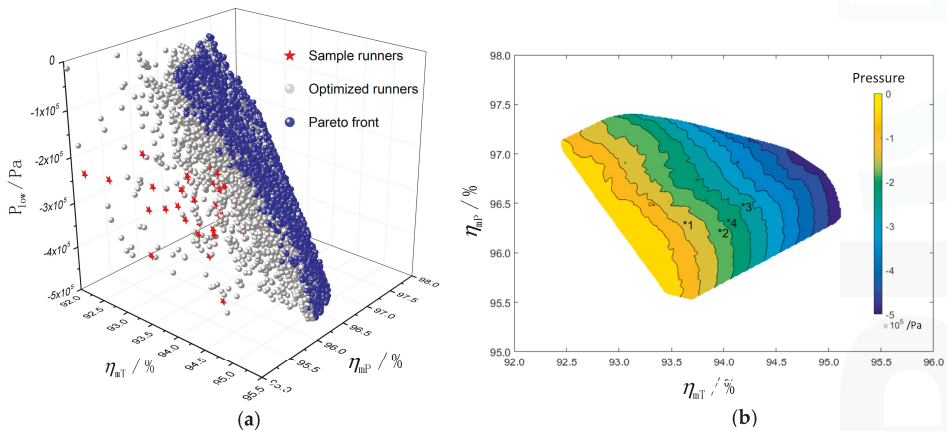 Sample runners
Optimized runners
Pareto front
P_Low / Pa
0
-1x10⁵
-2x10⁵
-3x10⁵
-4x10⁵
-5x10⁵
92.0
92.5
93.0
93.5
94.0
94.5
95.0
95.5
η_mT / %
95.5
96.0
96.5
97.0
97.5
98.0
η_mP / %
(a)
98.0
97.5
97.0
96.5
96.0
95.5
95.0
η_mP / %
92.0
92.5
93.0
93.5
94.0
94.5
95.0
95.5
96.0
η_mT / %
*1
*2
*4
*3
Pressure
0
-1
-2
-3
-4
-5
×10⁵ /Pa
(b)